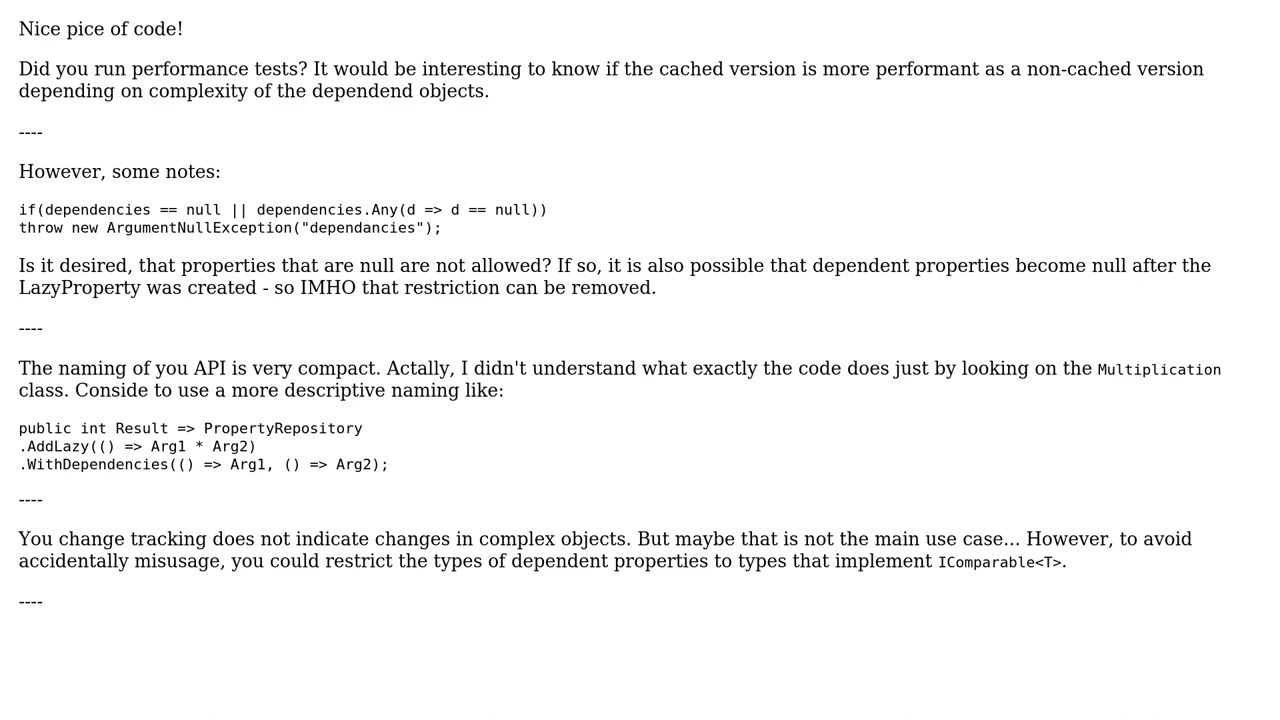 Nice pice of code!
Did you run performance tests? It would be interesting to know if the cached version is more performant as a non-cached version
depending on complexity of the dependend objects.
----
However, some notes:
if(dependencies == null || dependencies.Any(d => d == null))
throw new ArgumentNullException("dependancies");
Is it desired, that properties that are null are not allowed? If so, it is also possible that dependent properties become null after the
LazyProperty was created - so IMHO that restriction can be removed.
----
The naming of you API is very compact. Actally, I didn't understand what exactly the code does just by looking on the Multiplication
class. Conside to use a more descriptive naming like:
public int Result => PropertyRepository
.AddLazy(() => Arg1 * Arg2)
.WithDependencies(() => Arg1, () => Arg2);
----
You change tracking does not indicate changes in complex objects. But maybe that is not the main use case... However, to avoid
accidentally misusage, you could restrict the types of dependent properties to types that implement IComparable<T>.
----